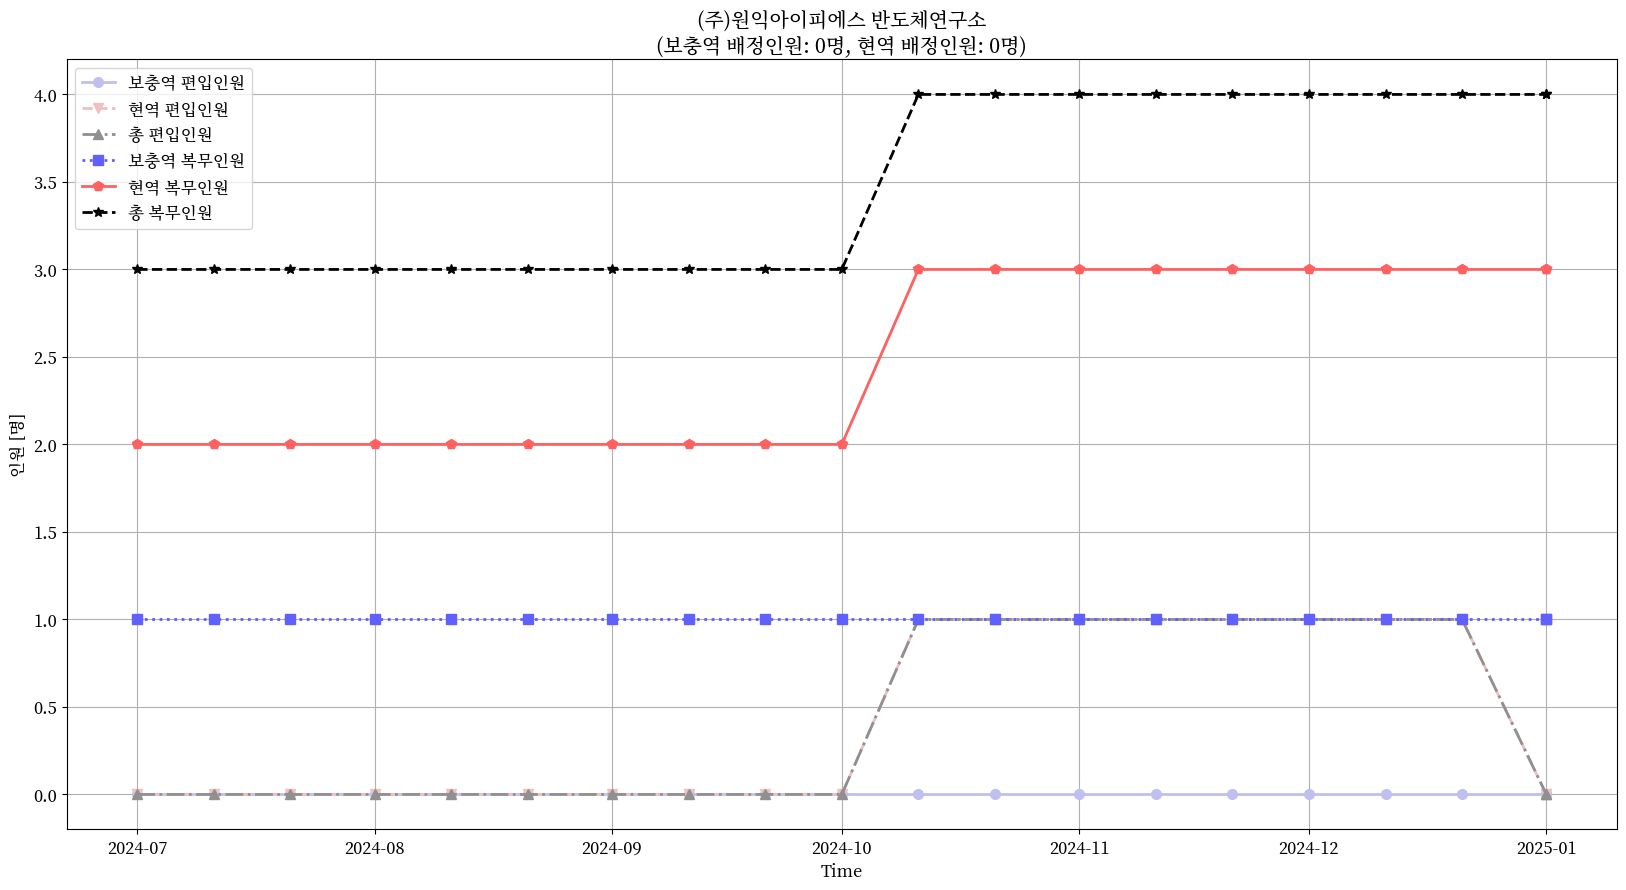 (주)원익아이피에스 반도체연구소
(보충역 배정인원: 0명, 현역 배정인원: 0명)
보충역 편입인원
현역 편입인원
총 편입인원
보충역 복무인원
현역 복무인원
총 복무인원
4.0
3.5
3.0
2.5
2.0
1.5
1.0
0.5
0.0
인원 [명]
2024-07 2024-08 2024-09 2024-10 2024-11 2024-12 2025-01
Time